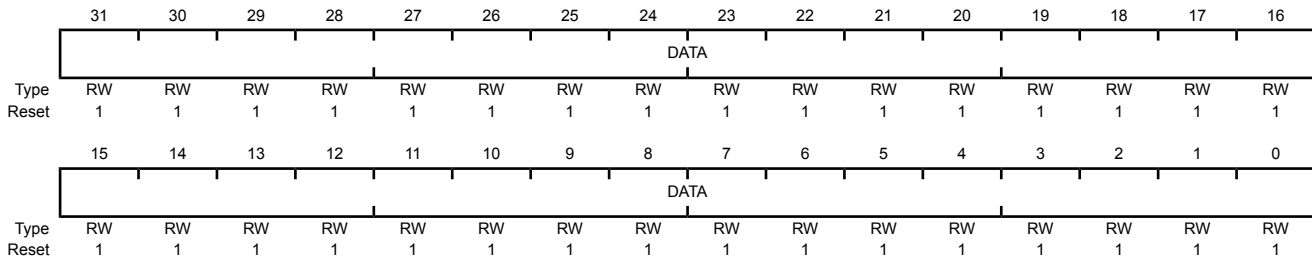 31 30 29 28 27 26 25 24 23 22 21 20 19 18 17 16
DATA
Type RW RW RW RW RW RW RW RW RW RW RW RW RW RW RW RW
Reset 1 1 1 1 1 1 1 1 1 1 1 1 1 1 1 1
15 14 13 12 11 10 9 8 7 6 5 4 3 2 1 0
DATA
Type RW RW RW RW RW RW RW RW RW RW RW RW RW RW RW RW
Reset 1 1 1 1 1 1 1 1 1 1 1 1 1 1 1 1